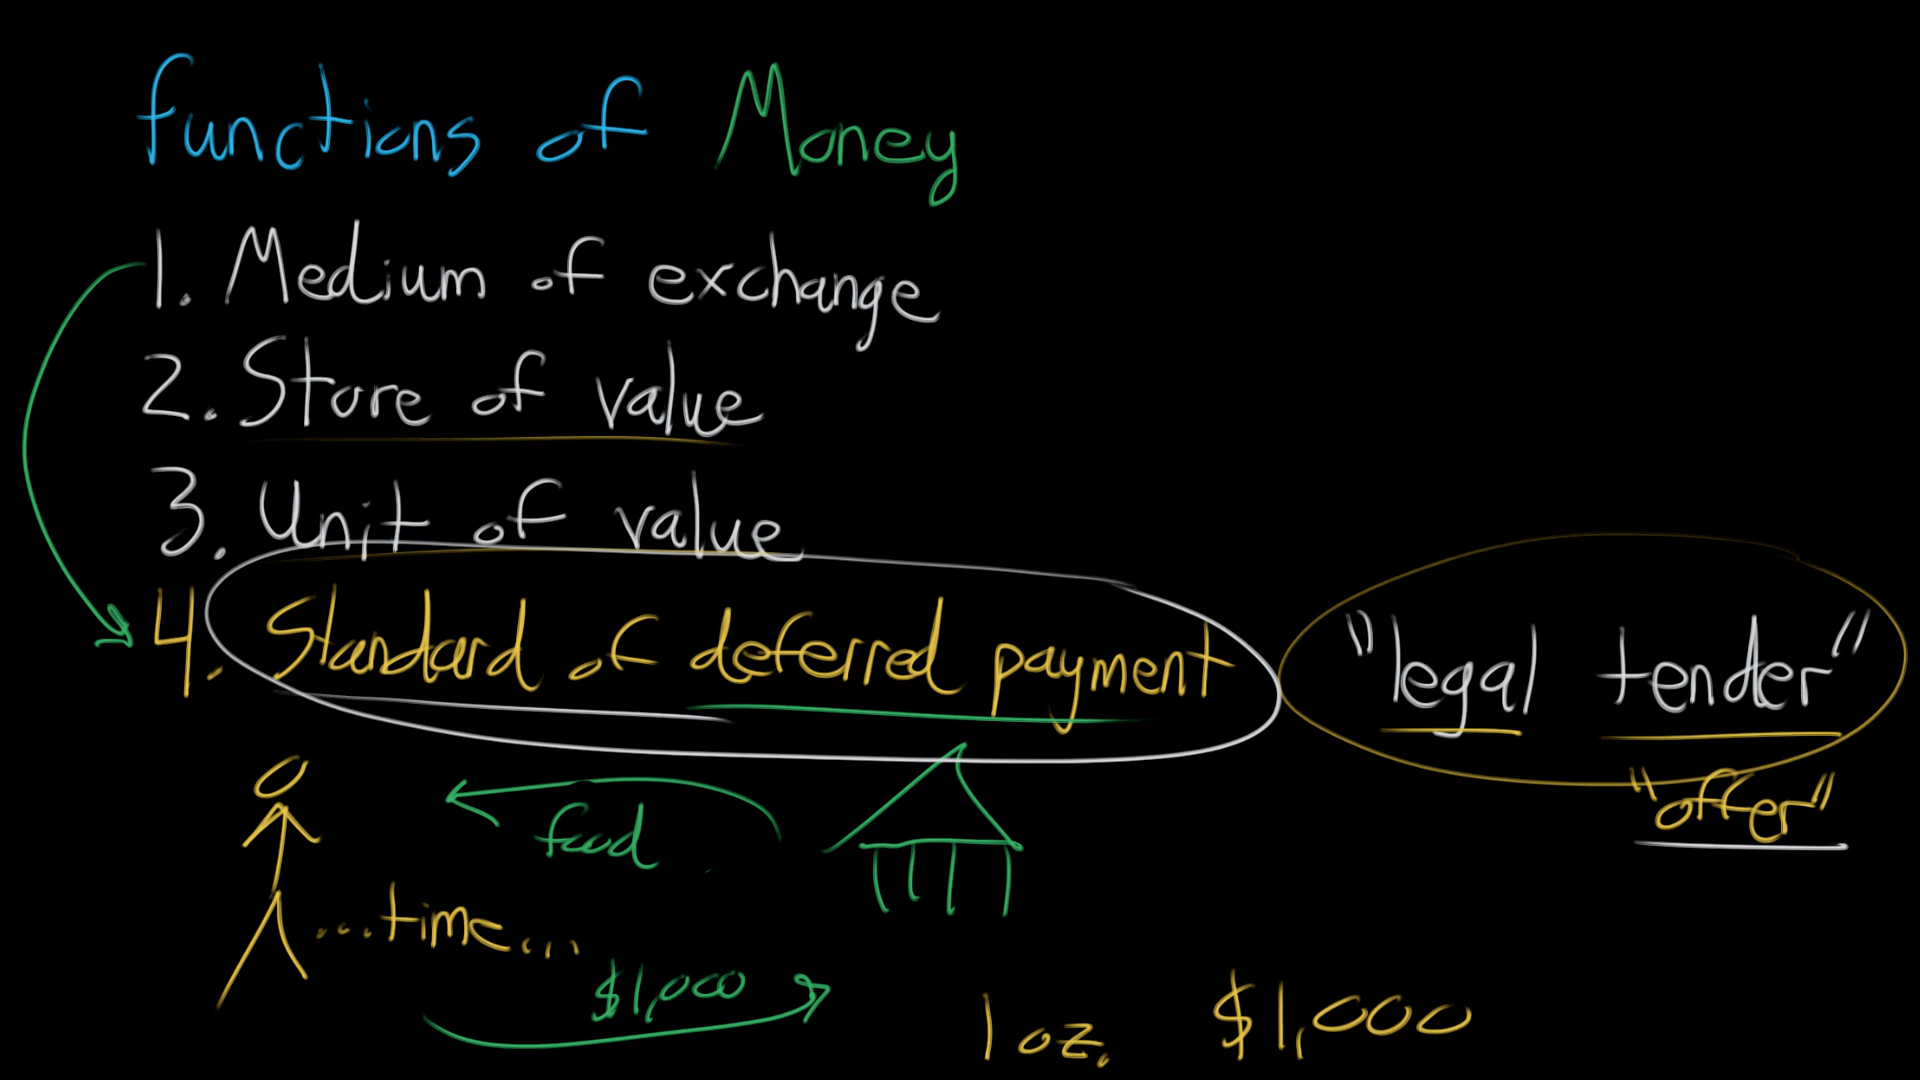 Functions of Money
1. Medium of exchange
2. Store of value
3. Unit of value
4. Standard of deferred payment "legal tender"
"offer"
food
...time...
$1,000
1 oz. $1,000